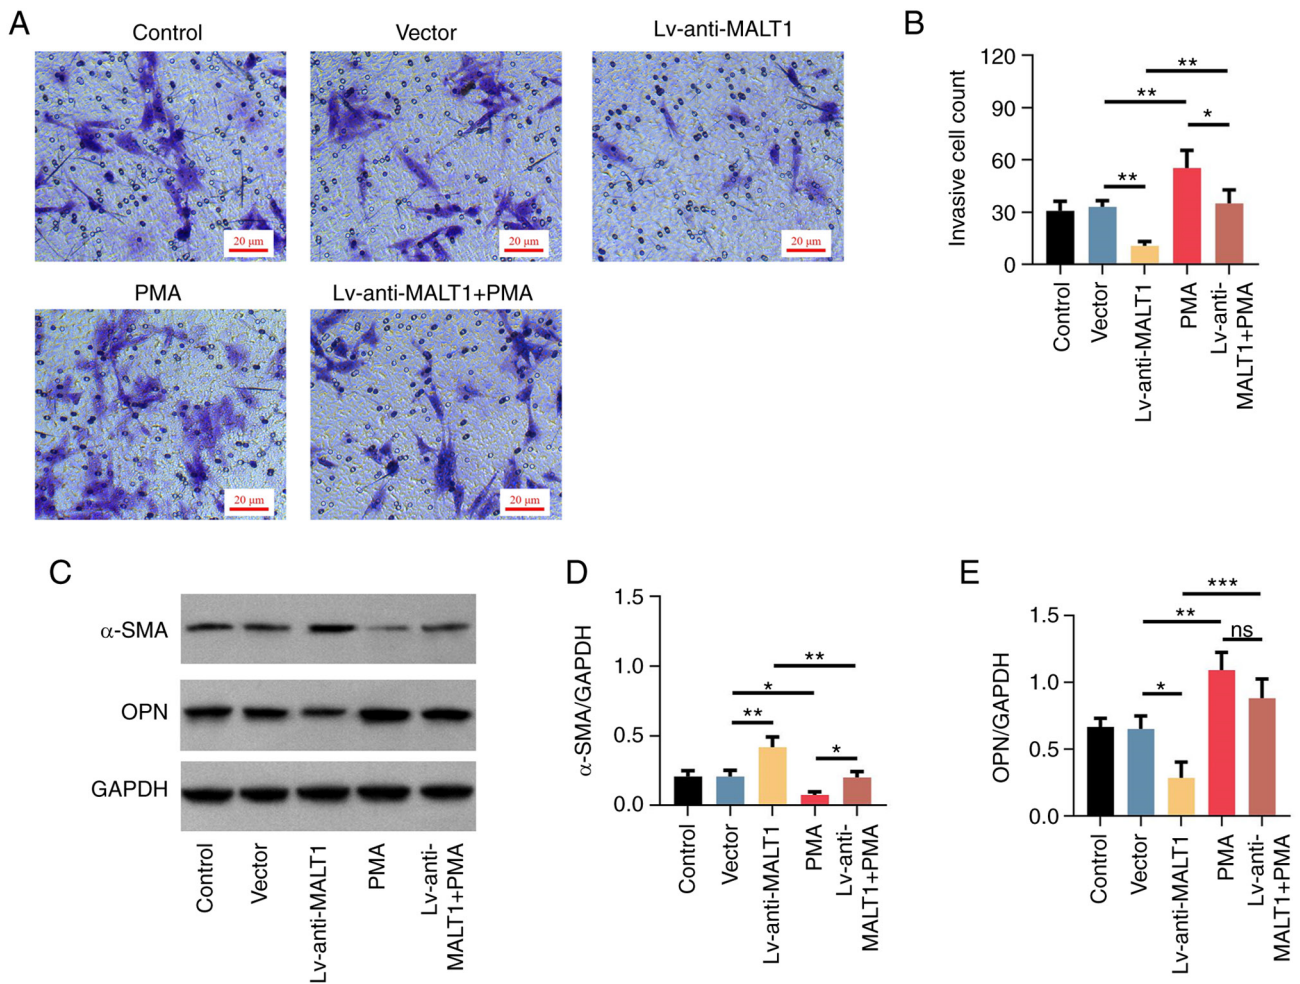 A
Control
Vector
Lv-anti-MALT1
20 μm
20 μm
20 μm
PMA
Lv-anti-MALT1+PMA
20 μm
20 μm
B
Invasive cell count
120
90
60
30
0
**
**
*
**
Control
Vector
Lv-anti-MALT1
PMA
Lv-anti-
MALT1+PMA
C
α-SMA
OPN
GAPDH
Control
Vector
Lv-anti-MALT1
PMA
Lv-anti-
MALT1+PMA
D
α-SMA/GAPDH
1.5
1.0
0.5
0.0
**
*
**
*
Control
Vector
Lv-anti-MALT1
PMA
Lv-anti-
MALT1+PMA
E
OPN/GAPDH
1.5
1.0
0.5
0.0
***
**
ns
*
Control
Vector
Lv-anti-MALT1
PMA
Lv-anti-
MALT1+PMA